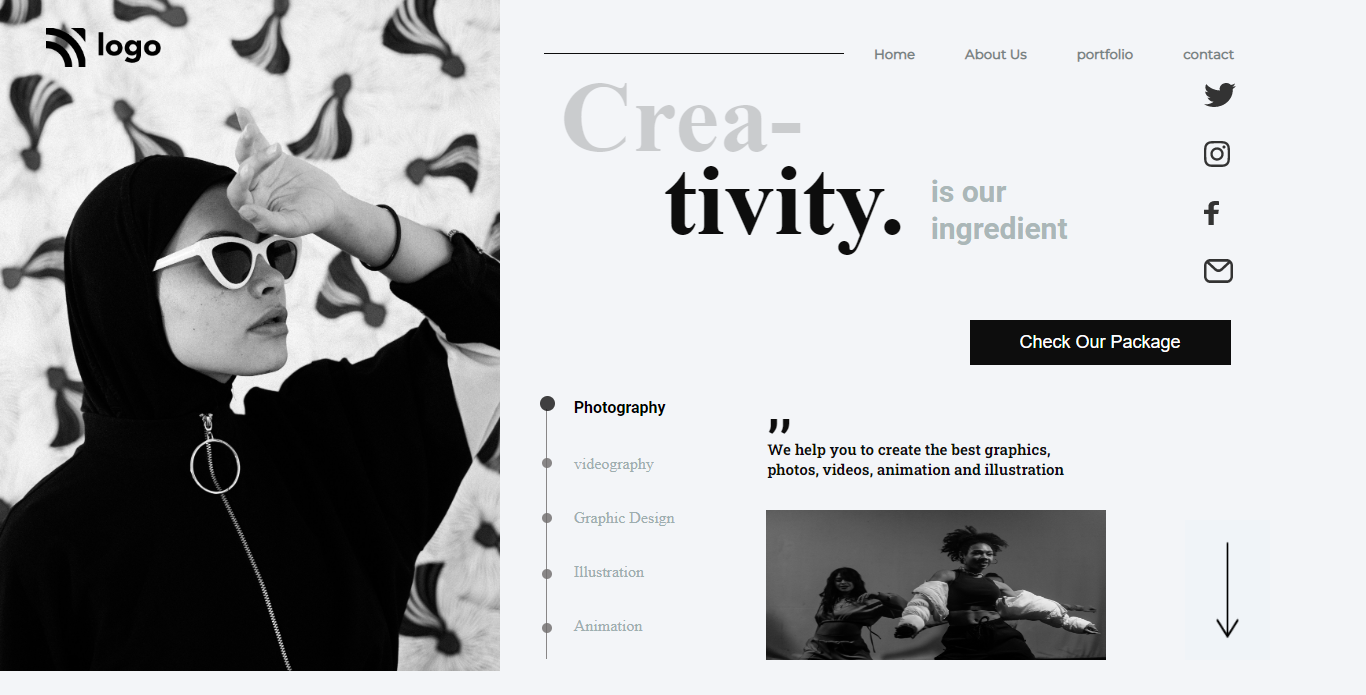 logo
Home About Us portfolio contact
Crea-
tivity.
is our
ingredient
Check Our Package
Photography
videography
Graphic Design
Illustration
Animation
”
We help you to create the best graphics,
photos, videos, animation and illustration